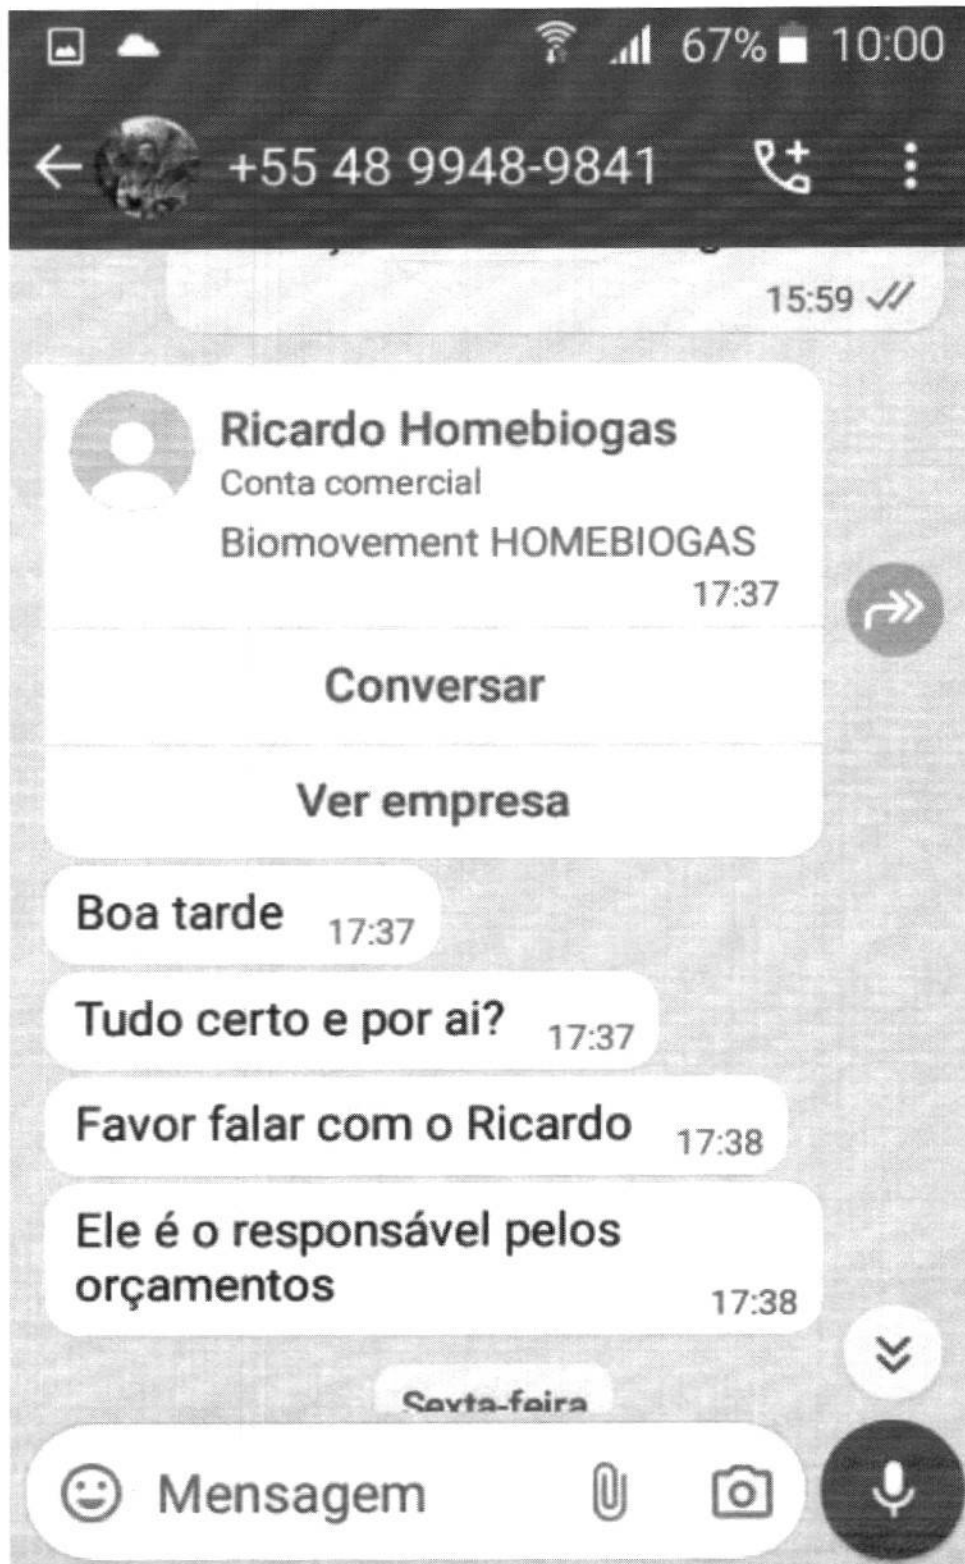 67% 10:00
+55 48 9948-9841
15:59
Ricardo Homebiogas
Conta comercial
Biomovement HOMEBIOGAS
17:37
Conversar
Ver empresa
Boa tarde 17:37
Tudo certo e por ai? 17:37
Favor falar com o Ricardo 17:38
Ele é o responsável pelos
orçamentos 17:38
Sexta-feira
Mensagem